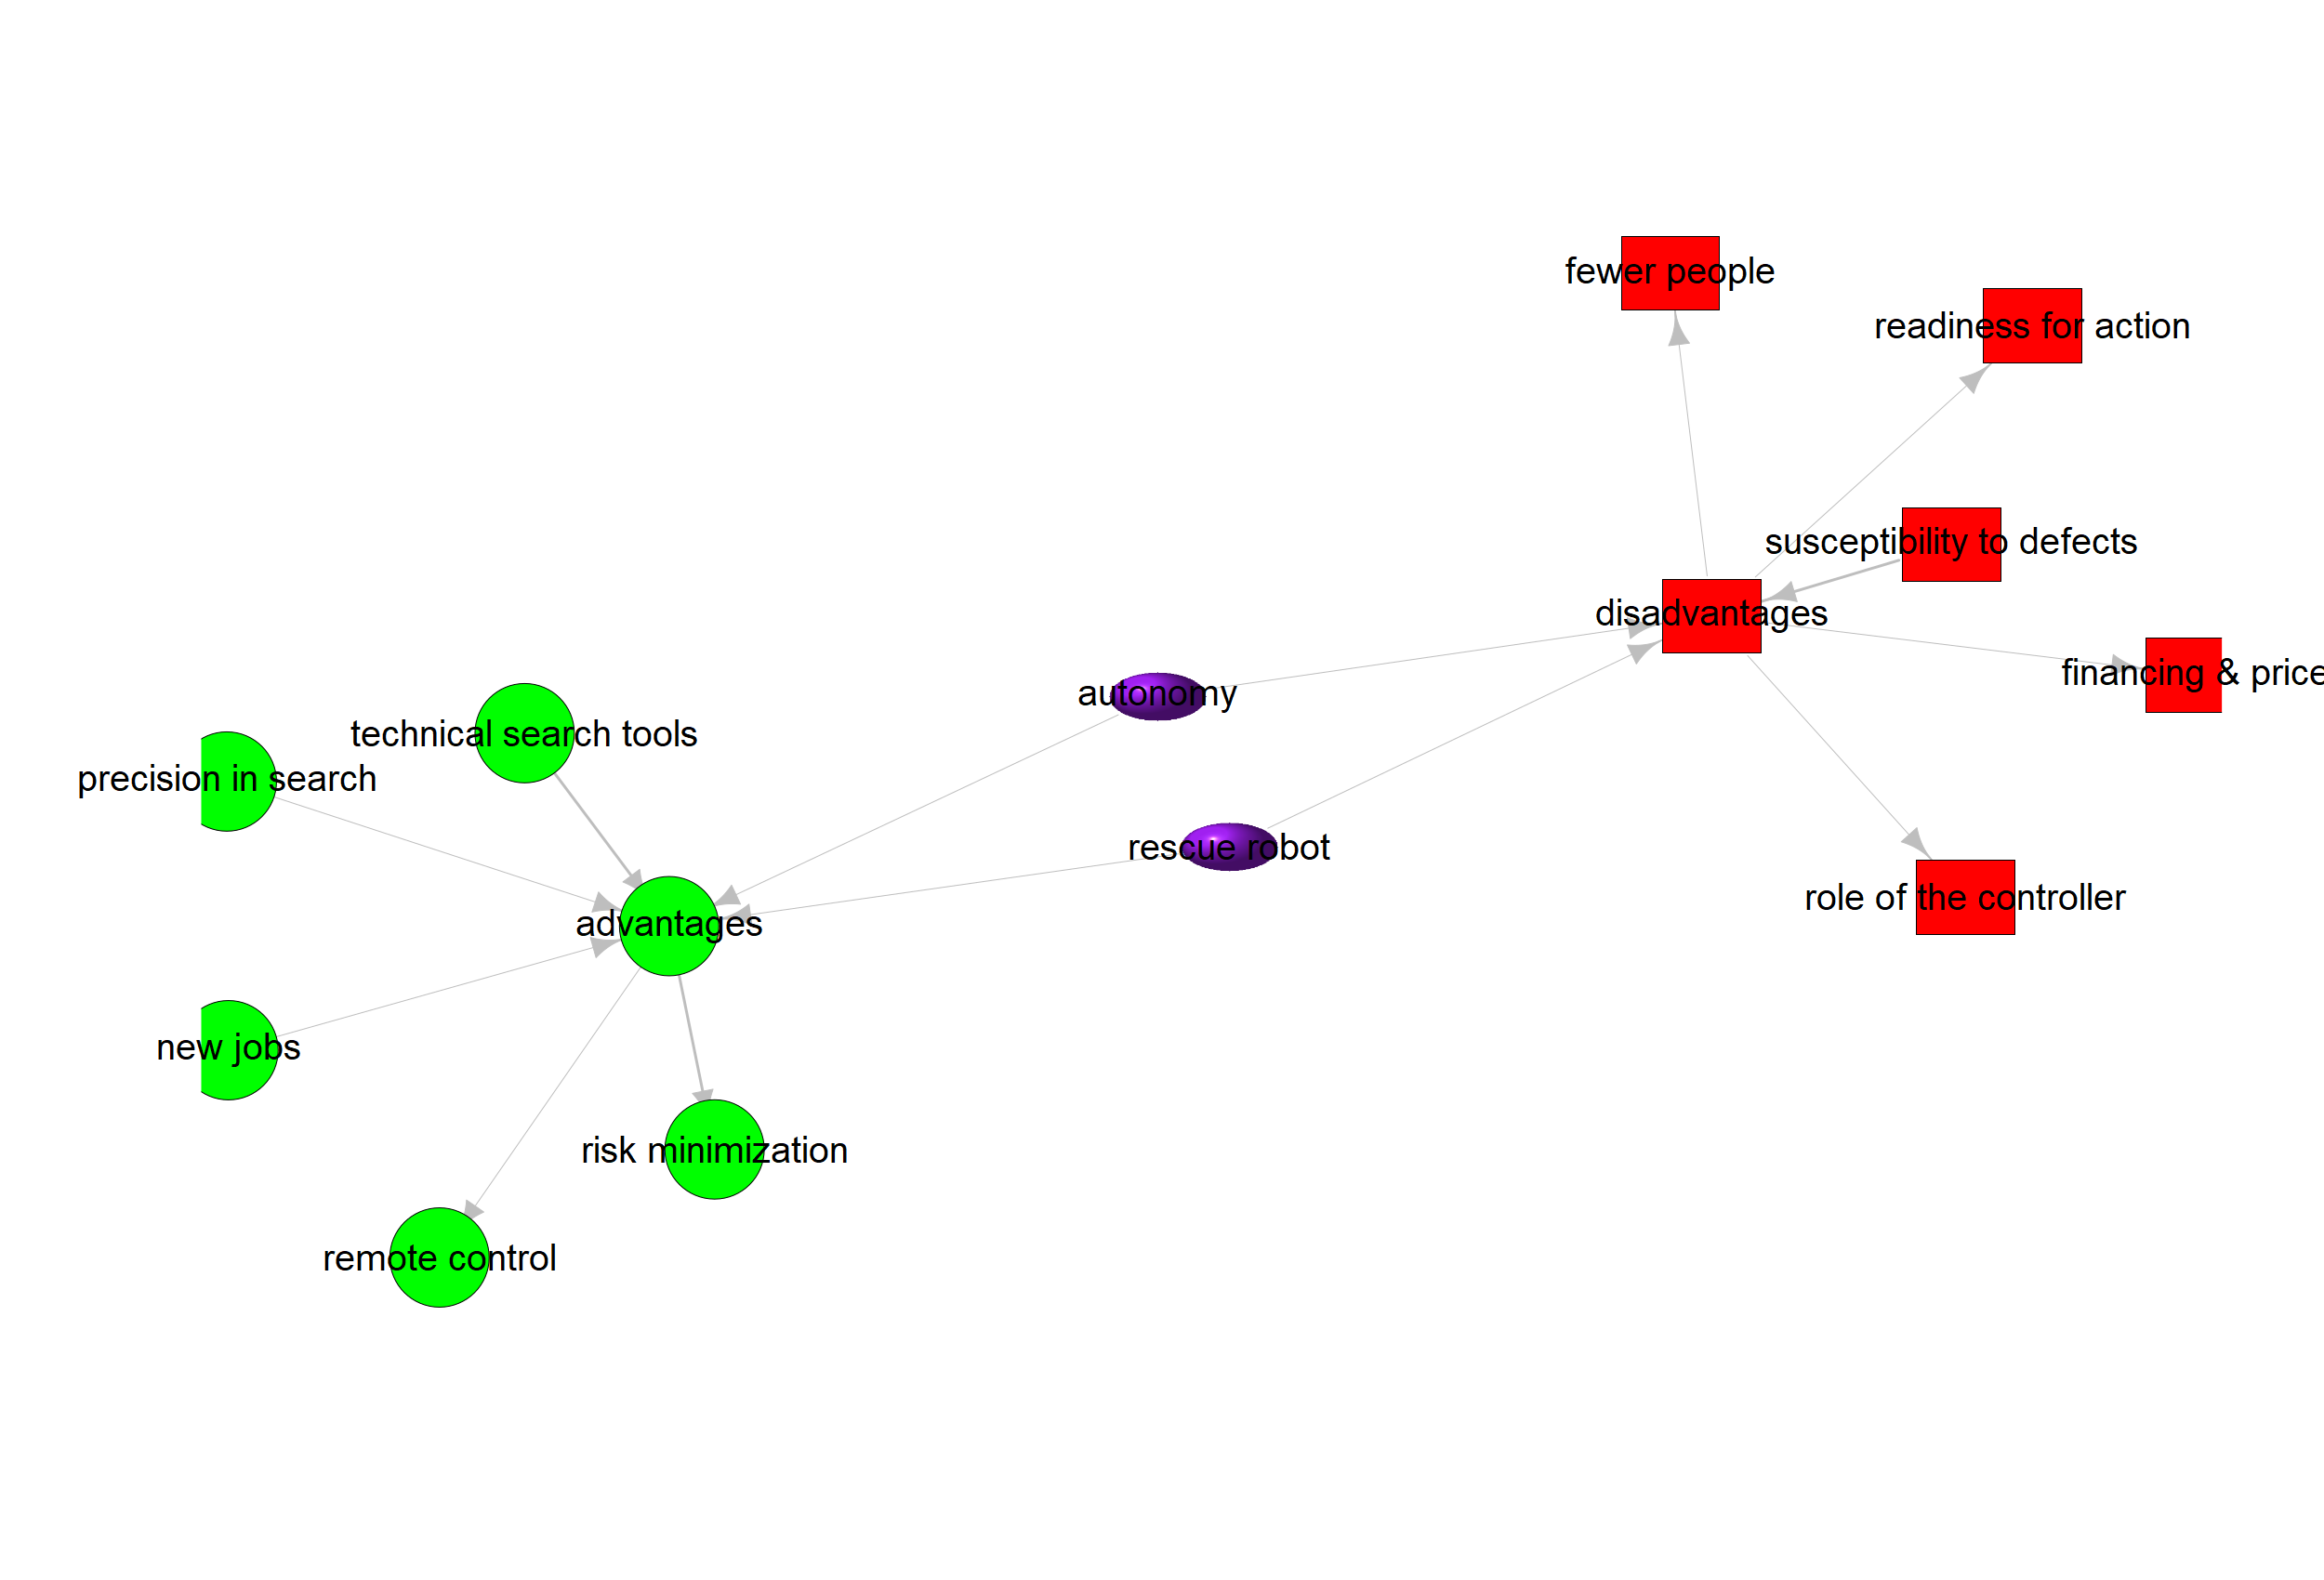 fewer people
readiness for action
susceptibility to defects
disadvantages
financing & price
autonomy
technical search tools
precision in search
rescue robot
role of the controller
advantages
new jobs
risk minimization
remote control